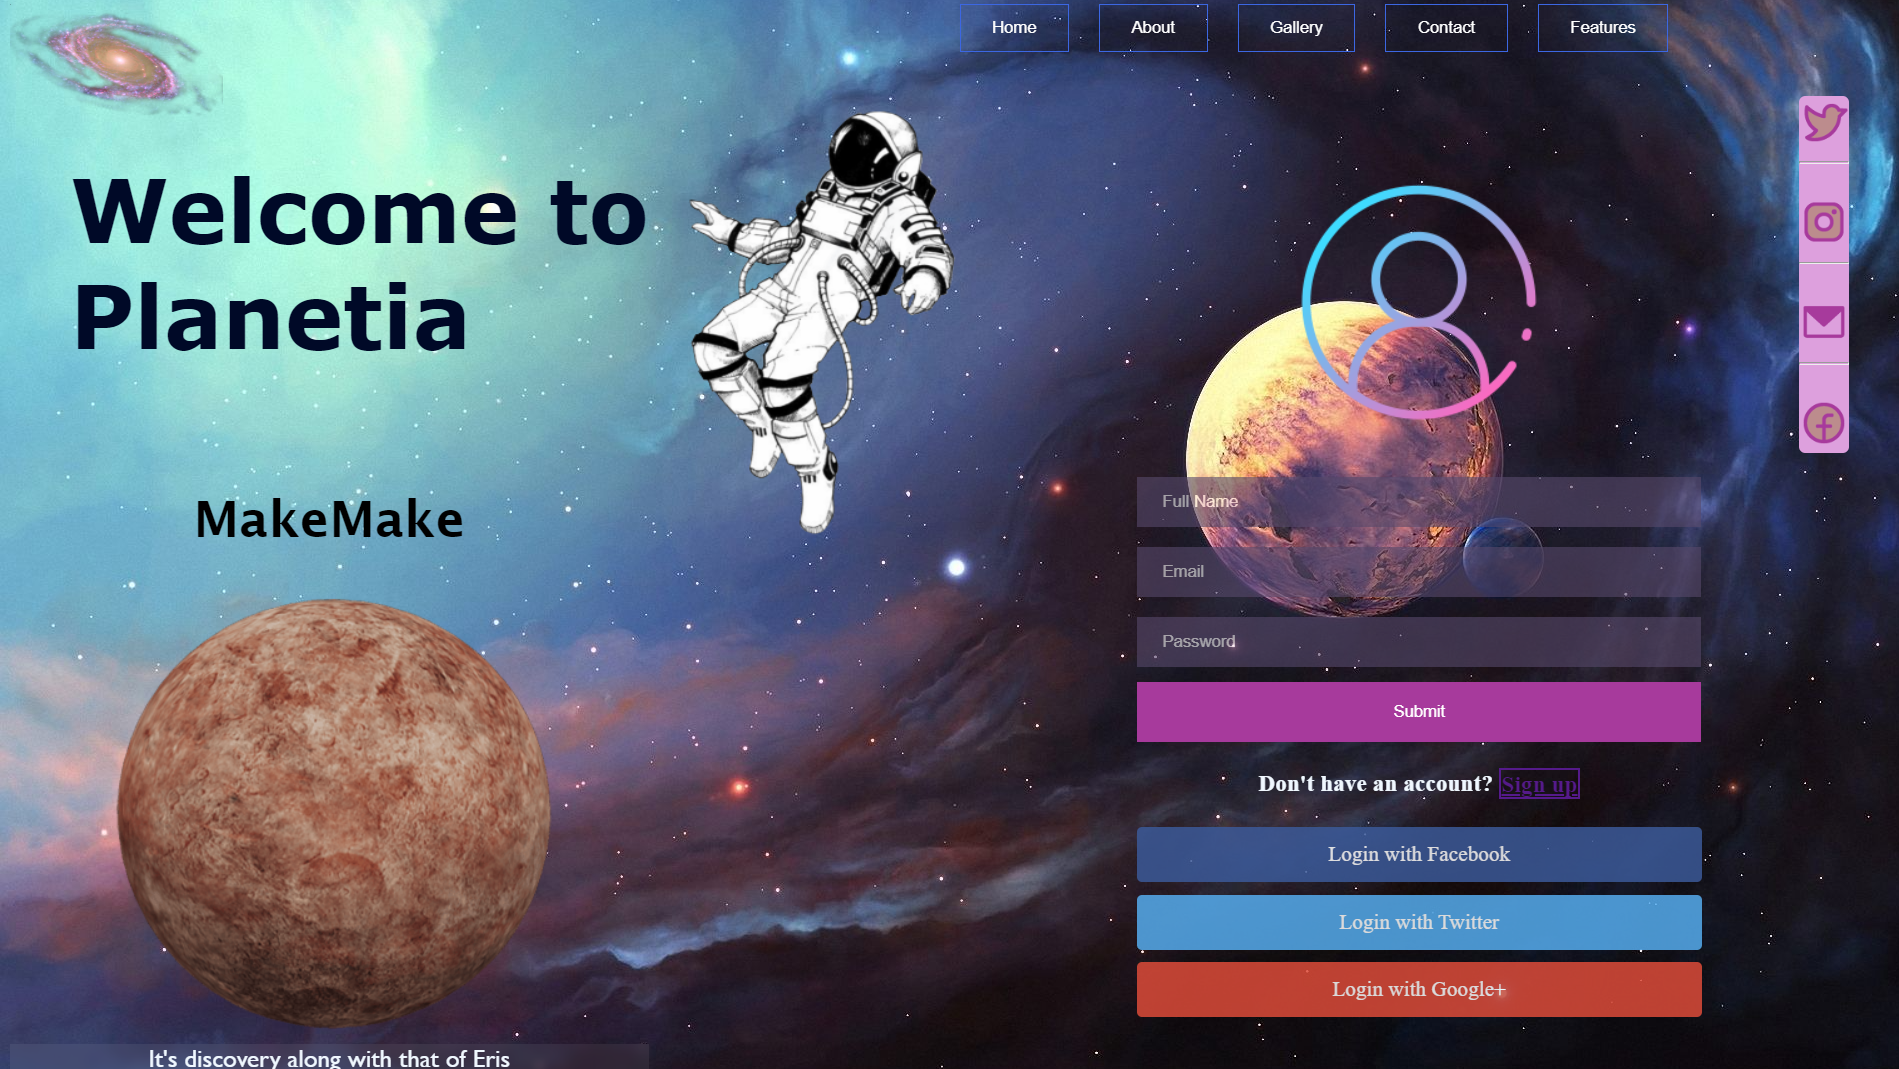 Home
About
Gallery
Contact
Features
Welcome to
Planetia
MakeMake
It's discovery along with that of Eris
Full Name
Email
Password
Submit
Don't have an account? Sign up
Login with Facebook
Login with Twitter
Login with Google+